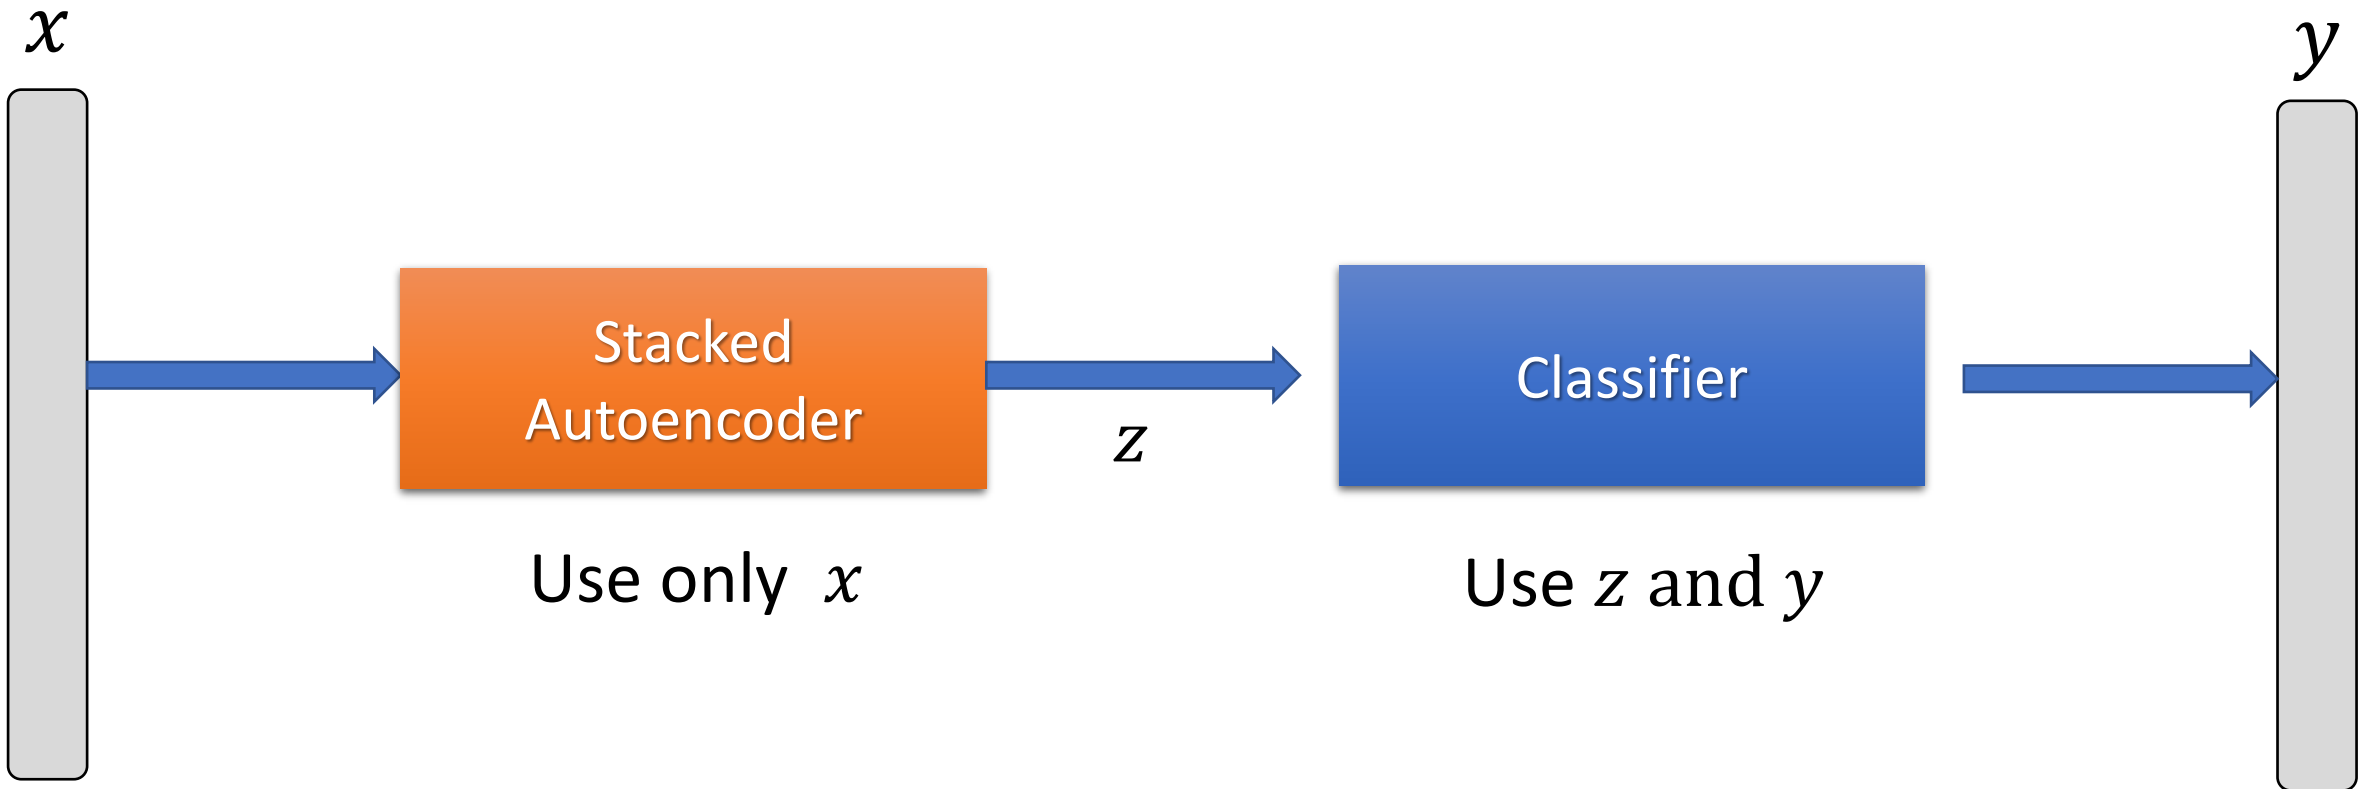 x
y
Stacked
Autoencoder
z
Classifier
Use only x
Use z and y